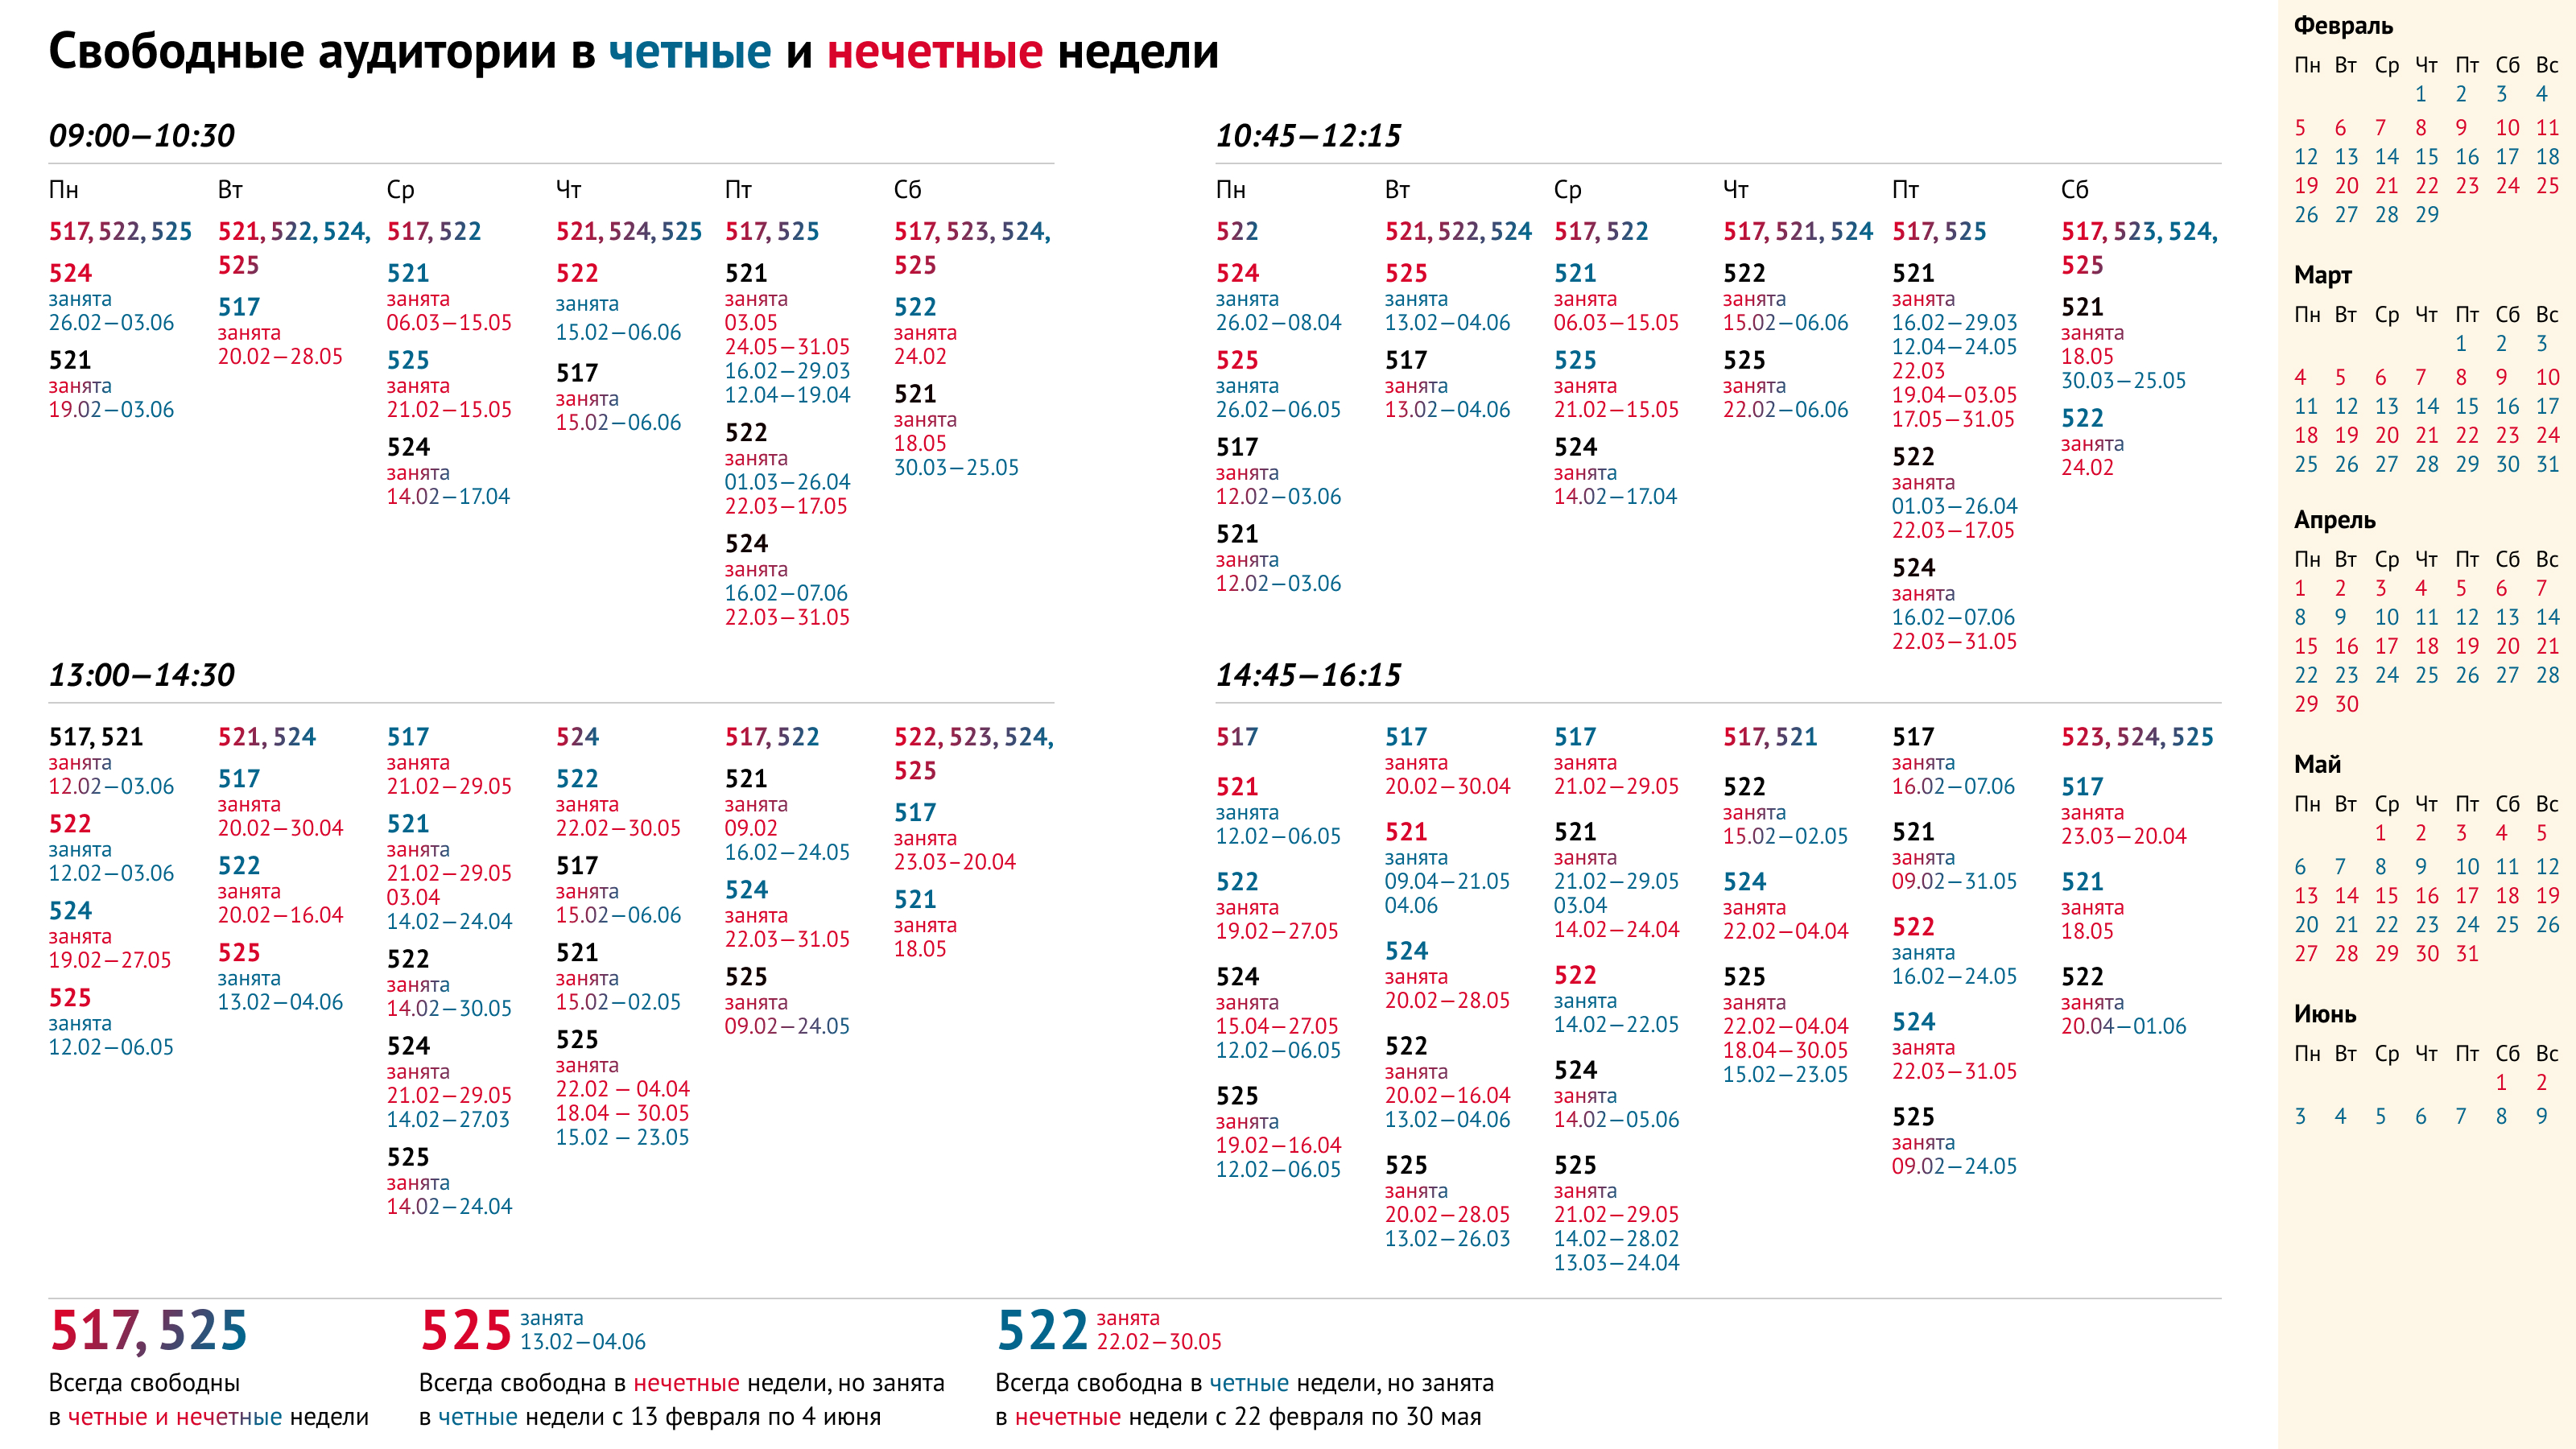 Свободные аудитории в четные и нечетные недели
09:00—10:30
Пн Вт Ср Чт Пт Сб
517, 522, 525
524
занята
26.02—03.06
521
занята
19.02—03.06
521, 522, 524,
525
517
занята
20.02—28.05
517, 522
521
занята
06.03—15.05
525
занята
21.02—15.05
524
занята
14.02—17.04
521, 524, 525
522
занята
15.02—06.06
517
занята
15.02—06.06
517, 525
521
занята
03.05
24.05—31.05
16.02—29.03
12.04—19.04
522
занята
01.03—26.04
22.03—17.05
524
занята
16.02—07.06
22.03—31.05
517, 523, 524,
525
522
занята
24.02
521
занята
18.05
30.03—25.05
10:45—12:15
Пн Вт Ср Чт Пт Сб
522
524
занята
26.02—08.04
525
занята
26.02—06.05
517
занята
12.02—03.06
521
занята
12.02—03.06
521, 522, 524
525
занята
13.02—04.06
517
занята
13.02—04.06
517, 522
521
занята
06.03—15.05
525
занята
21.02—15.05
524
занята
14.02—17.04
517, 521, 524
522
занята
15.02—06.06
525
занята
22.02—06.06
517, 525
521
занята
16.02—29.03
12.04—24.05
22.03
19.04—03.05
17.05—31.05
522
занята
01.03—26.04
22.03—17.05
524
занята
16.02—07.06
22.03—31.05
517, 523, 524,
525
521
занята
18.05
30.03—25.05
522
занята
24.02
13:00—14:30
517, 521
занята
12.02—03.06
522
занята
12.02—03.06
524
занята
19.02—27.05
525
занята
12.02—06.05
521, 524
517
занята
20.02—30.04
522
занята
20.02—16.04
525
занята
13.02—04.06
517
занята
21.02—29.05
521
занята
21.02—29.05
03.04
14.02—24.04
522
занята
14.02—30.05
524
занята
21.02—29.05
14.02—27.03
525
занята
14.02—24.04
524
522
занята
22.02—30.05
517
занята
15.02—06.06
521
занята
15.02—02.05
525
занята
22.02 — 04.04
18.04 — 30.05
15.02 — 23.05
517, 522
521
занята
09.02
16.02—24.05
524
занята
22.03—31.05
525
занята
09.02—24.05
522, 523, 524,
525
517
занята
23.03–20.04
521
занята
18.05
14:45—16:15
517
521
занята
12.02—06.05
522
занята
19.02—27.05
524
занята
15.04—27.05
12.02—06.05
525
занята
19.02—16.04
12.02—06.05
517
занята
20.02—30.04
521
занята
09.04—21.05
04.06
524
занята
20.02—28.05
522
занята
20.02—16.04
13.02—04.06
525
занята
20.02—28.05
13.02—26.03
517
занята
21.02—29.05
521
занята
21.02—29.05
03.04
14.02—24.04
522
занята
14.02—22.05
524
занята
14.02—05.06
525
занята
21.02—29.05
14.02—28.02
13.03—24.04
517, 521
522
занята
15.02—02.05
524
занята
22.02—04.04
525
занята
22.02—04.04
18.04—30.05
15.02—23.05
517
занята
16.02—07.06
521
занята
09.02—31.05
522
занята
16.02—24.05
524
занята
22.03—31.05
525
занята
09.02—24.05
523, 524, 525
517
занята
23.03—20.04
521
занята
18.05
522
занята
20.04—01.06
517, 525
Всегда свободны
в четные и нечетные недели
525 занята
13.02—04.06
Всегда свободна в нечетные недели, но занята
в четные недели с 13 февраля по 4 июня
522 занята
22.02—30.05
Всегда свободна в четные недели, но занята
в нечетные недели с 22 февраля по 30 мая
Февраль
Пн Вт Ср Чт Пт Сб Вс
1 2 3 4
5 6 7 8 9 10 11
12 13 14 15 16 17 18
19 20 21 22 23 24 25
26 27 28 29
Март
Пн Вт Ср Чт Пт Сб Вс
1 2 3
4 5 6 7 8 9 10
11 12 13 14 15 16 17
18 19 20 21 22 23 24
25 26 27 28 29 30 31
Апрель
Пн Вт Ср Чт Пт Сб Вс
1 2 3 4 5 6 7
8 9 10 11 12 13 14
15 16 17 18 19 20 21
22 23 24 25 26 27 28
29 30
Май
Пн Вт Ср Чт Пт Сб Вс
1 2 3 4 5
6 7 8 9 10 11 12
13 14 15 16 17 18 19
20 21 22 23 24 25 26
27 28 29 30 31
Июнь
Пн Вт Ср Чт Пт Сб Вс
1 2
3 4 5 6 7 8 9